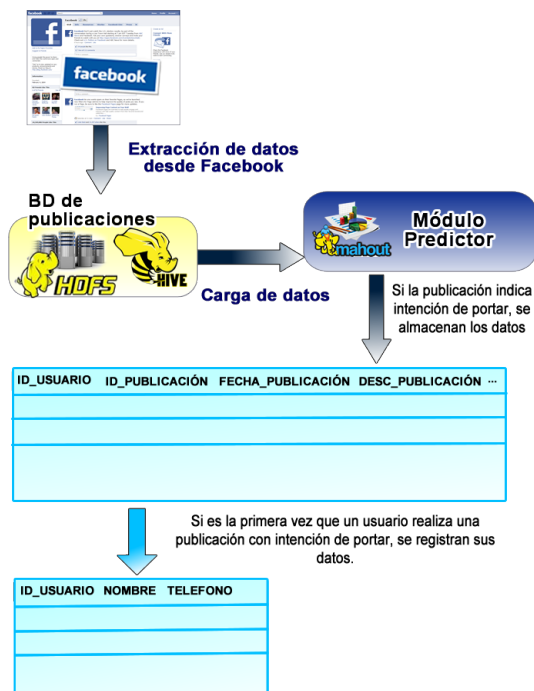 facebook
Extracción de datos
desde Facebook
BD de
publicaciones
HDFS
HIVE
Carga de datos
mahout
Módulo
Predictor
Si la publicación indica
intención de portar, se
almacenan los datos
ID_USUARIO ID_PUBLICACIÓN FECHA_PUBLICACIÓN DESC_PUBLICACIÓN ...
Si es la primera vez que un usuario realiza una
publicación con intención de portar, se registran sus
datos.
ID_USUARIO NOMBRE TELEFONO